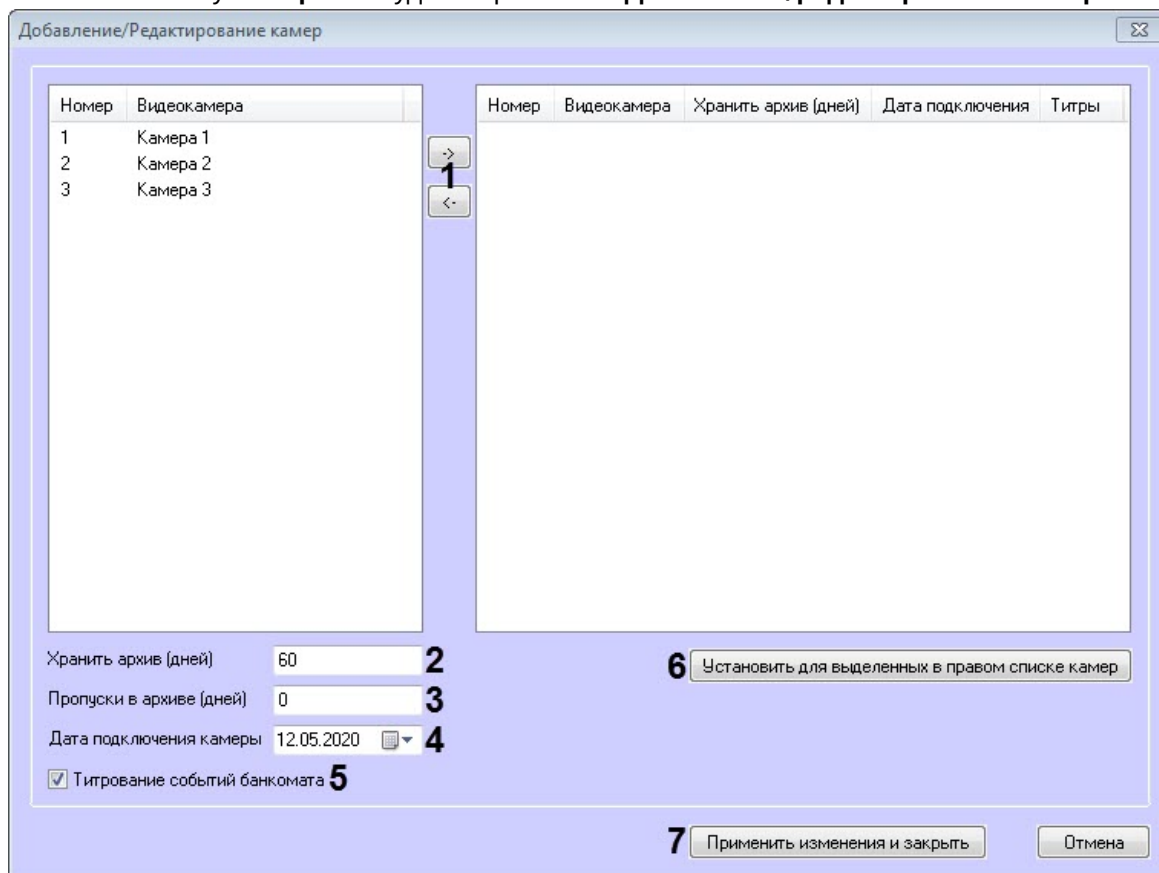 Добавление/Редактирование камер
Номер Видеокамера
1 Камера 1
2 Камера 2
3 Камера 3
->
1
<-
Номер Видеокамера Хранить архив (дней) Дата подключения Титры
Хранить архив (дней) 60 2
6 Установить для выделенных в правом списке камер
Пропуски в архиве (дней) 0 3
Дата подключения камеры 12.05.2020 4
Титрование событий банкомата 5
7 Применить изменения и закрыть Отмена